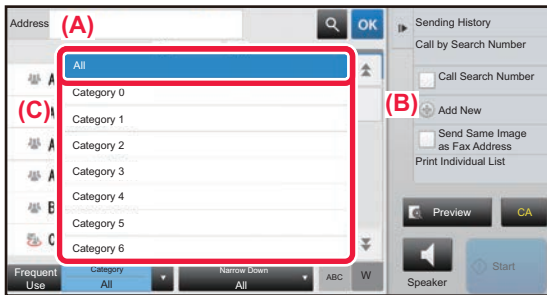 Address
(A)
OK
Sending History
Call by Search Number
All
A
Call Search Number
Category 0
(C)
(B)
Add New
Category 1
A
Category 2
Send Same Image
as Fax Address
A
Category 3
Print Individual List
Category 4
B
Category 5
Preview
CA
C
Category 6
Frequent
Use
Category
All
Narrow Down
All
ABC
W
Speaker
Start